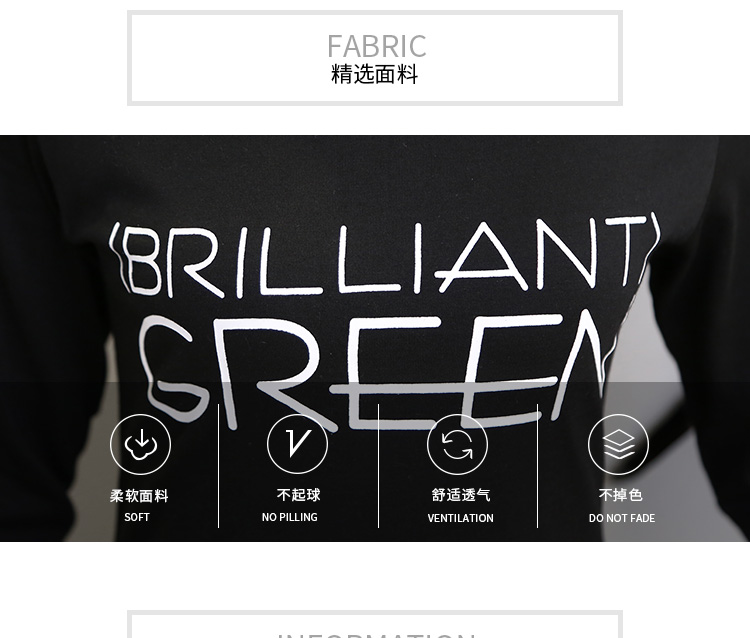 FABRIC
精选面料
BRILLIANT
GREEN
柔软面料
不起球
舒适透气
不掉色
SOFT
NO PILLING
VENTILATION
DO NOT FADE
INFORMATION